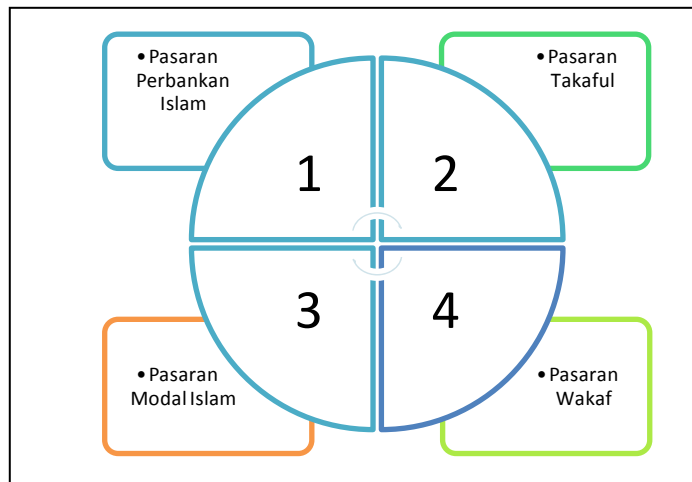 • Pasaran
Perbankan
Islam
• Pasaran
Takaful
1
2
3
4
• Pasaran
Modal Islam
• Pasaran
Wakaf